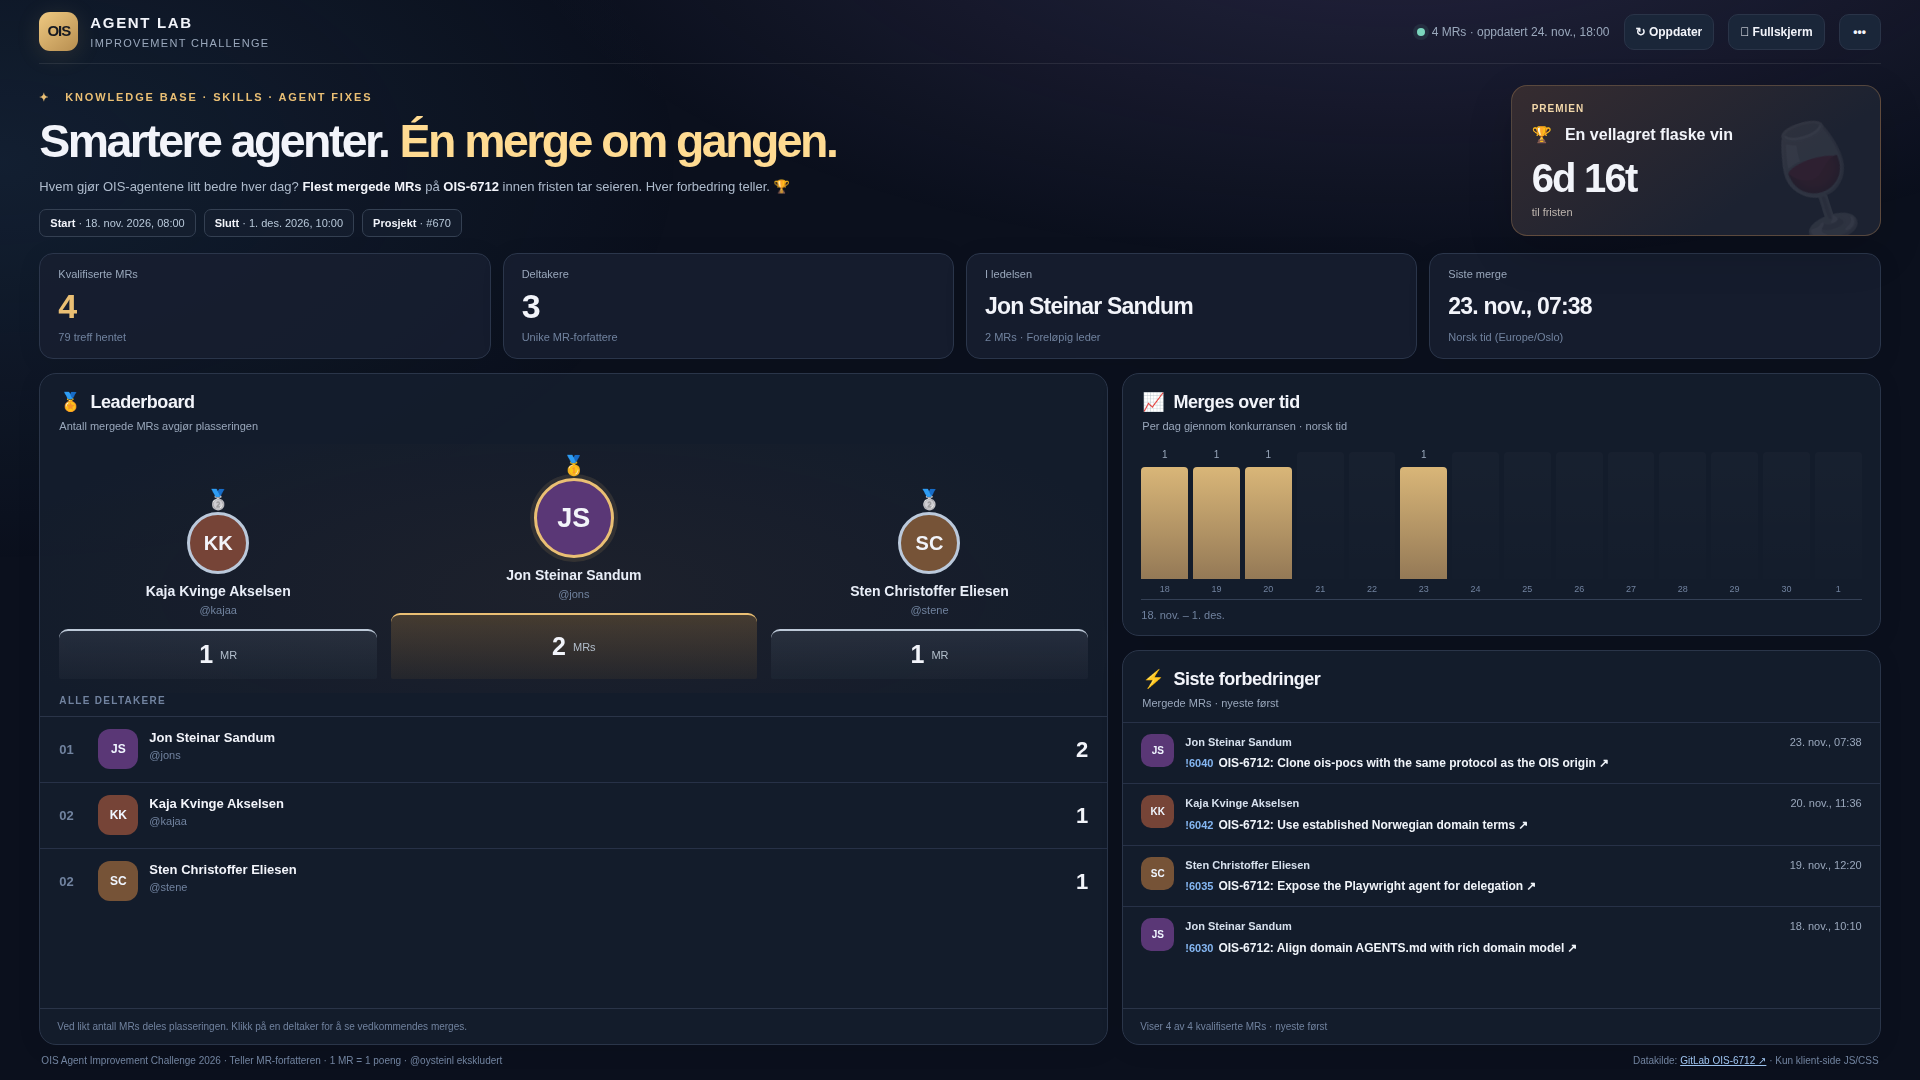 OIS
AGENT LAB
IMPROVEMENT CHALLENGE
4 MRs · oppdatert 24. nov., 18:00
↻ Oppdater
Fullskjerm
•••
✦ KNOWLEDGE BASE · SKILLS · AGENT FIXES
Smartere agenter. Én merge om gangen.
Hvem gjør OIS-agentene litt bedre hver dag? Flest mergede MRs på OIS-6712 innen fristen tar seieren. Hver forbedring teller. 🏆
Start · 18. nov. 2026, 08:00
Slutt · 1. des. 2026, 10:00
Prosjekt · #670
PREMIEN
🏆 En vellagret flaske vin
6d 16t
til fristen
Kvalifiserte MRs
4
79 treff hentet
Deltakere
3
Unike MR-forfattere
I ledelsen
Jon Steinar Sandum
2 MRs · Foreløpig leder
Siste merge
23. nov., 07:38
Norsk tid (Europe/Oslo)
🏅 Leaderboard
Antall mergede MRs avgjør plasseringen
🥈
KK
Kaja Kvinge Akselsen
@kajaa
1 MR
🥇
JS
Jon Steinar Sandum
@jons
2 MRs
🥈
SC
Sten Christoffer Eliesen
@stene
1 MR
ALLE DELTAKERE
01 JS Jon Steinar Sandum 2
@jons
02 KK Kaja Kvinge Akselsen 1
@kajaa
02 SC Sten Christoffer Eliesen 1
@stene
Ved likt antall MRs deles plasseringen. Klikk på en deltaker for å se vedkommendes merges.
📈 Merges over tid
Per dag gjennom konkurransen · norsk tid
1 1 1 1
18 19 20 21 22 23 24 25 26 27 28 29 30 1
18. nov. – 1. des.
⚡ Siste forbedringer
Mergede MRs · nyeste først
JS Jon Steinar Sandum 23. nov., 07:38
!6040 OIS-6712: Clone ois-pocs with the same protocol as the OIS origin ↗
KK Kaja Kvinge Akselsen 20. nov., 11:36
!6042 OIS-6712: Use established Norwegian domain terms ↗
SC Sten Christoffer Eliesen 19. nov., 12:20
!6035 OIS-6712: Expose the Playwright agent for delegation ↗
JS Jon Steinar Sandum 18. nov., 10:10
!6030 OIS-6712: Align domain AGENTS.md with rich domain model ↗
Viser 4 av 4 kvalifiserte MRs · nyeste først
OIS Agent Improvement Challenge 2026 · Teller MR-forfatteren · 1 MR = 1 poeng · @oysteinl ekskludert
Datakilde: GitLab OIS-6712 ↗ · Kun klient-side JS/CSS